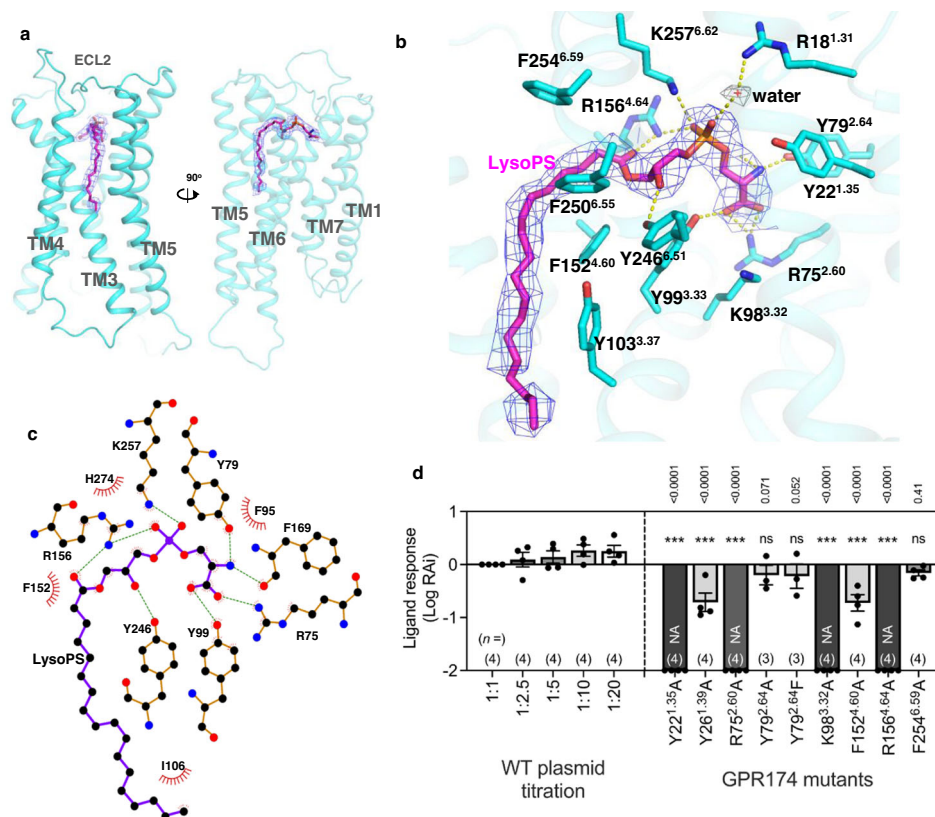 a
ECL2
90°
TM4
TM3
TM5
TM5
TM6
TM7
TM1
b
K257^6.62
R18^1.31
F254^6.59
R156^4.64
water
Y79^2.64
LysoPS
Y22^1.35
F250^6.55
F152^4.60
Y246^6.51
R75^2.60
Y99^3.33
K98^3.32
Y103^3.37
c
K257
Y79
H274
F95
R156
F169
F152
Y246
Y99
R75
LysoPS
I106
d
<0.0001
<0.0001
<0.0001
0.071
0.052
<0.0001
<0.0001
<0.0001
0.41
Ligand response
(Log RAi)
1
0
-1
-2
*** *** *** ns ns *** *** *** ns
NA NA NA NA
(n =)
(4) (4) (4) (4) (4) (4) (4) (4) (3) (3) (4) (4) (4) (4)
1:1
1:2.5
1:5
1:10
1:20
Y22^1.35A
Y26^1.39A
R75^2.60A
Y79^2.64A
Y79^2.64F
K98^3.32A
F152^4.60A
R156^4.64A
F254^6.59A
WT plasmid
titration
GPR174 mutants